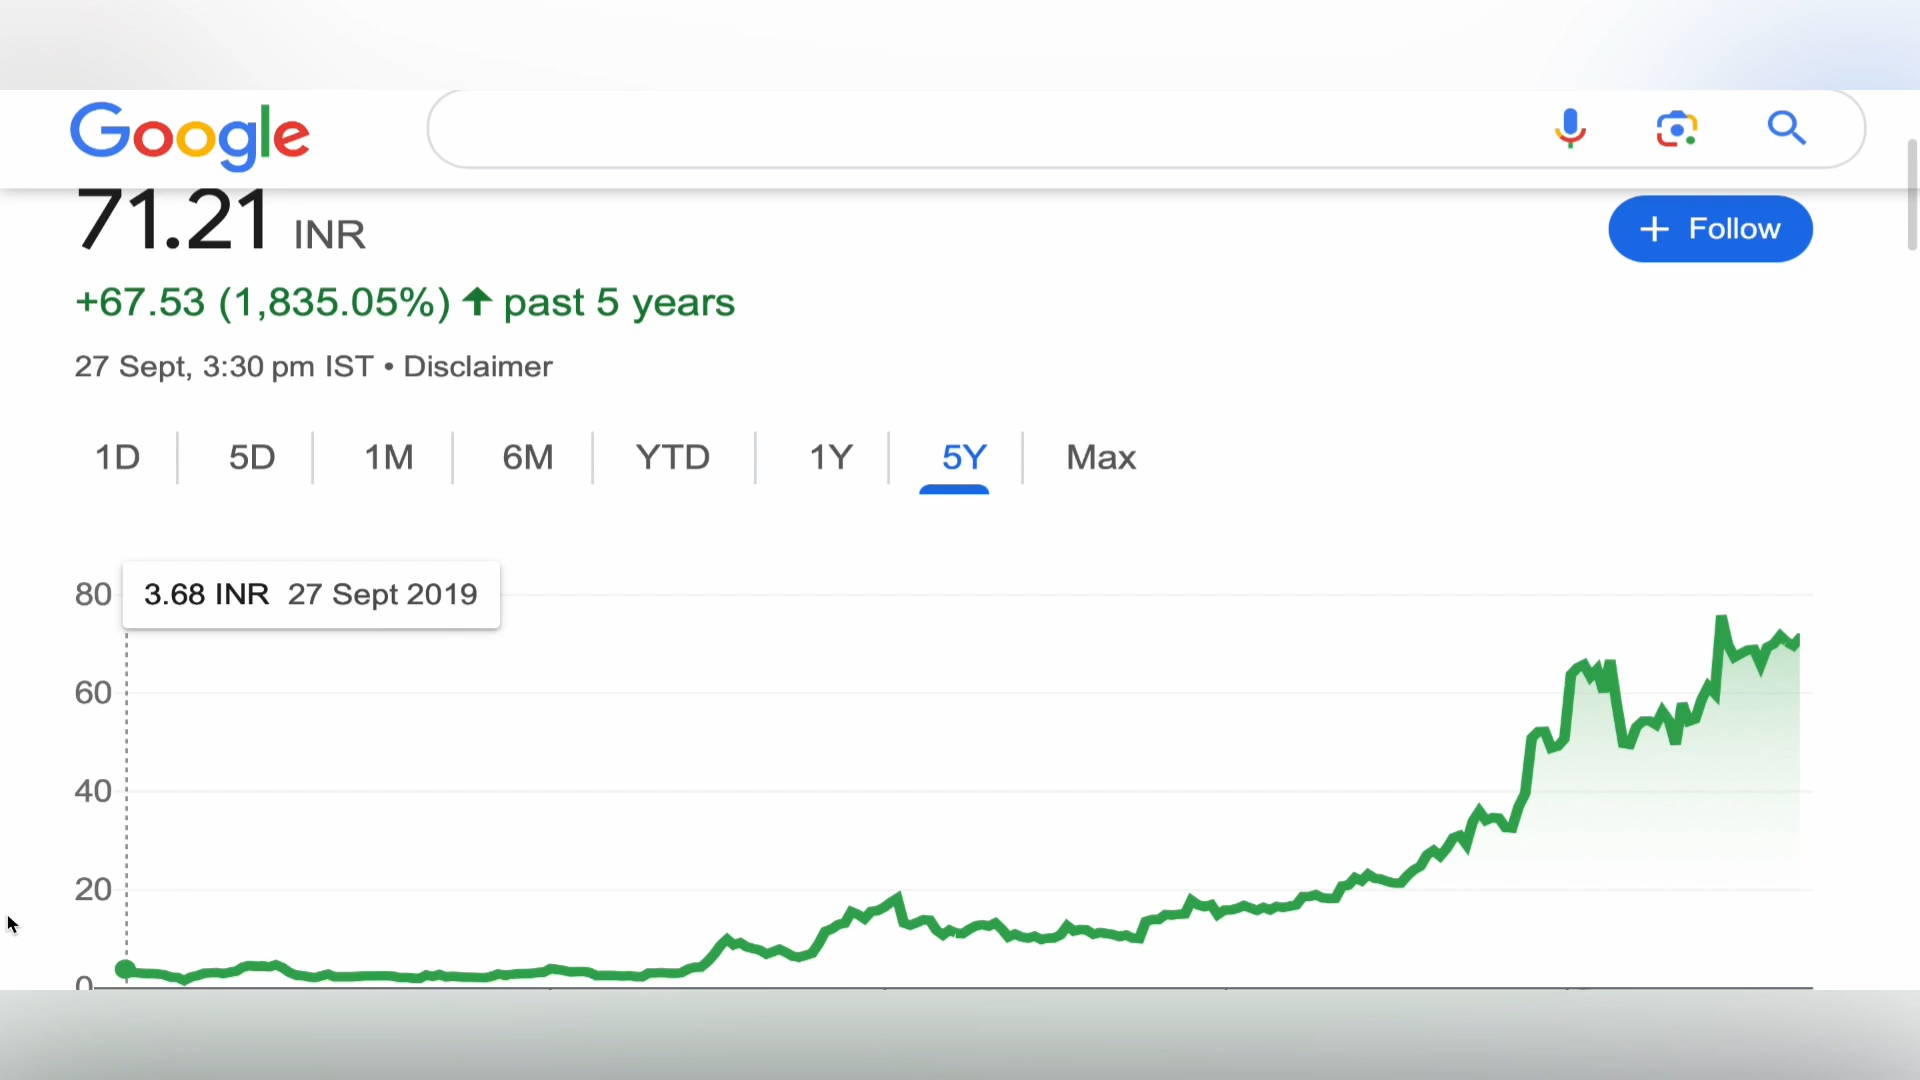 Google
71.21 INR
+ Follow
+67.53 (1,835.05%) ↑ past 5 years
27 Sept, 3:30 pm IST • Disclaimer
1D 5D 1M 6M YTD 1Y 5Y Max
3.68 INR 27 Sept 2019
80
60
40
20
0